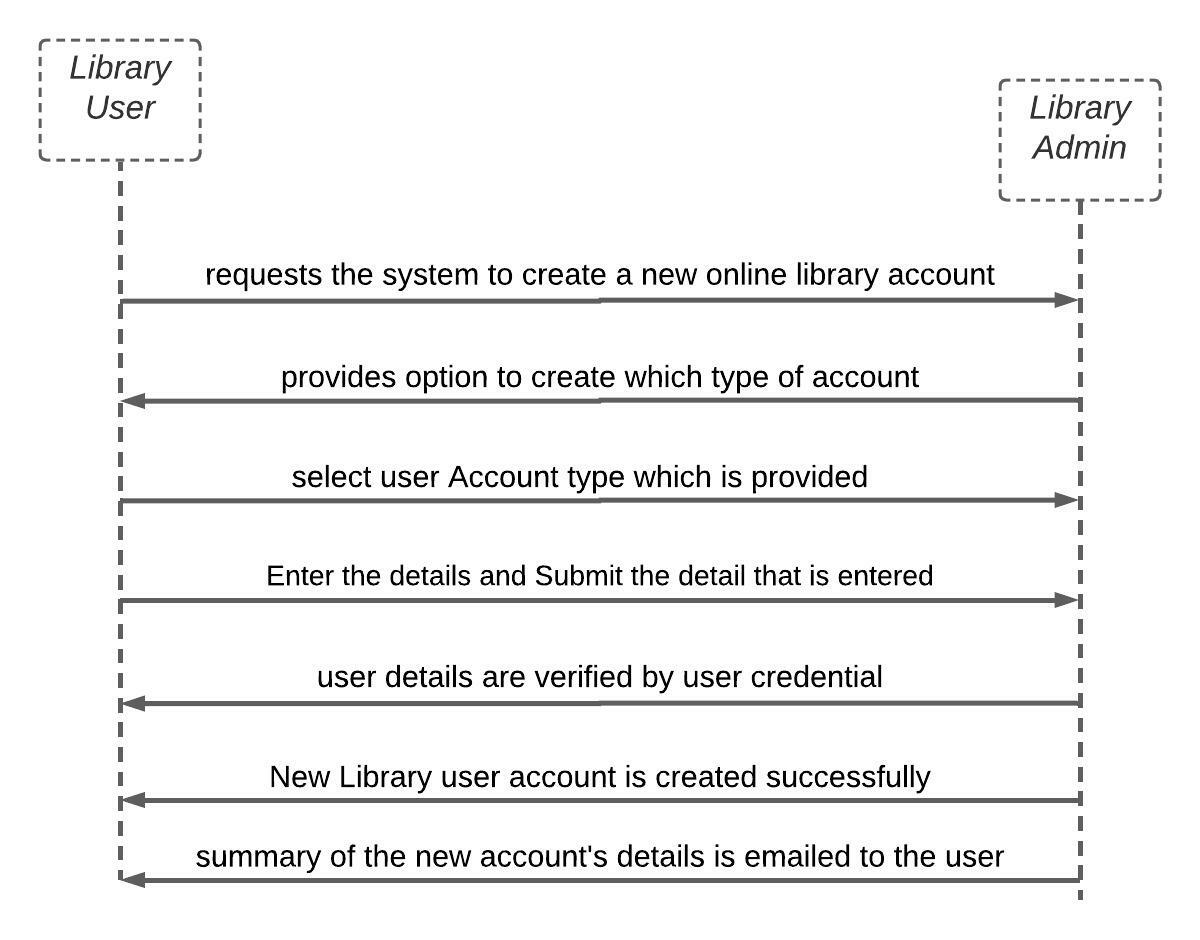 Library
User
Library
Admin
requests the system to create a new online library account
provides option to create which type of account
select user Account type which is provided
Enter the details and Submit the detail that is entered
user details are verified by user credential
New Library user account is created successfully
summary of the new account's details is emailed to the user